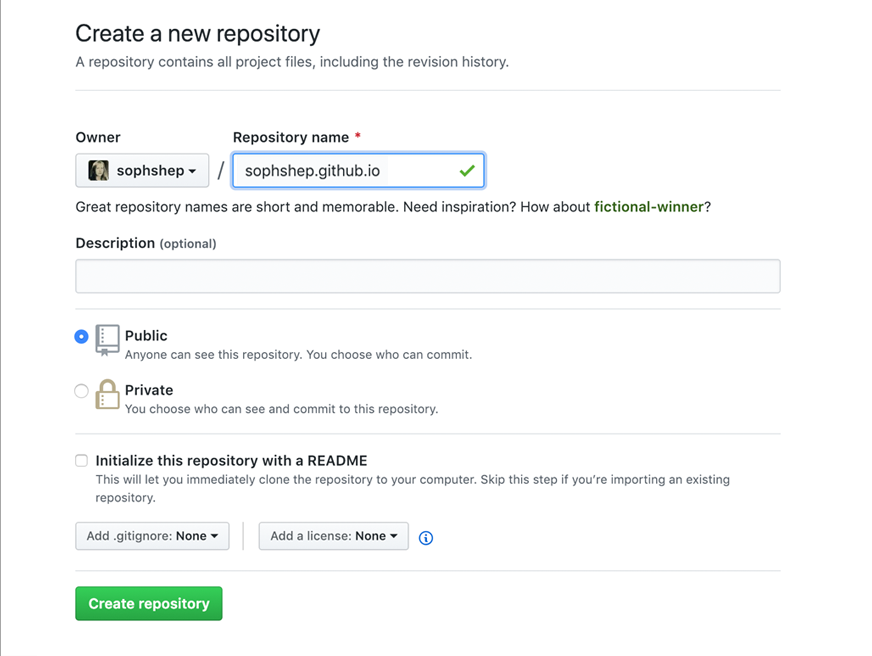 Create a new repository
A repository contains all project files, including the revision history.
Owner
Repository name *
sophshep
/
sophshep.github.io
Great repository names are short and memorable. Need inspiration? How about fictional-winner?
Description (optional)
Public
Anyone can see this repository. You choose who can commit.
Private
You choose who can see and commit to this repository.
Initialize this repository with a README
This will let you immediately clone the repository to your computer. Skip this step if you’re importing an existing
repository.
Add .gitignore: None
Add a license: None
Create repository